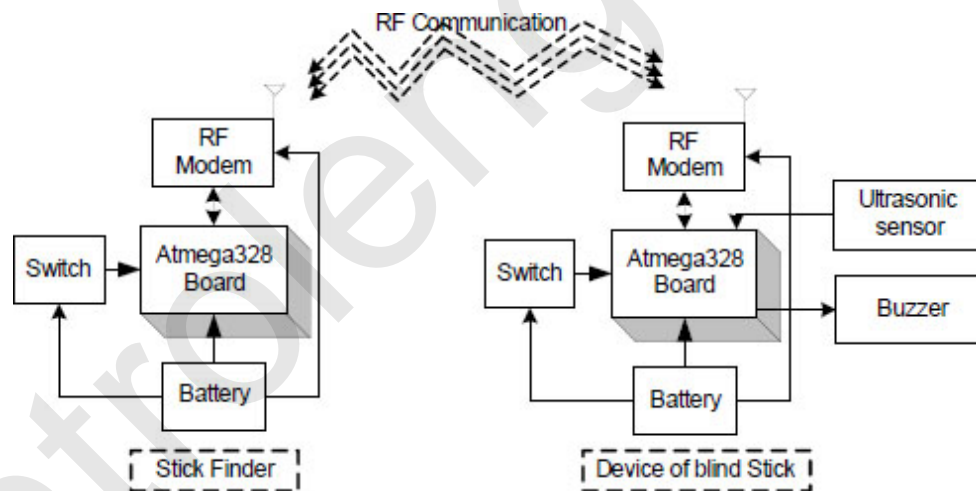 RF Communication
RF
Modem
Switch
Atmega328
Board
Battery
Stick Finder
RF
Modem
Ultrasonic
sensor
Switch
Atmega328
Board
Buzzer
Battery
Device of blind Stick